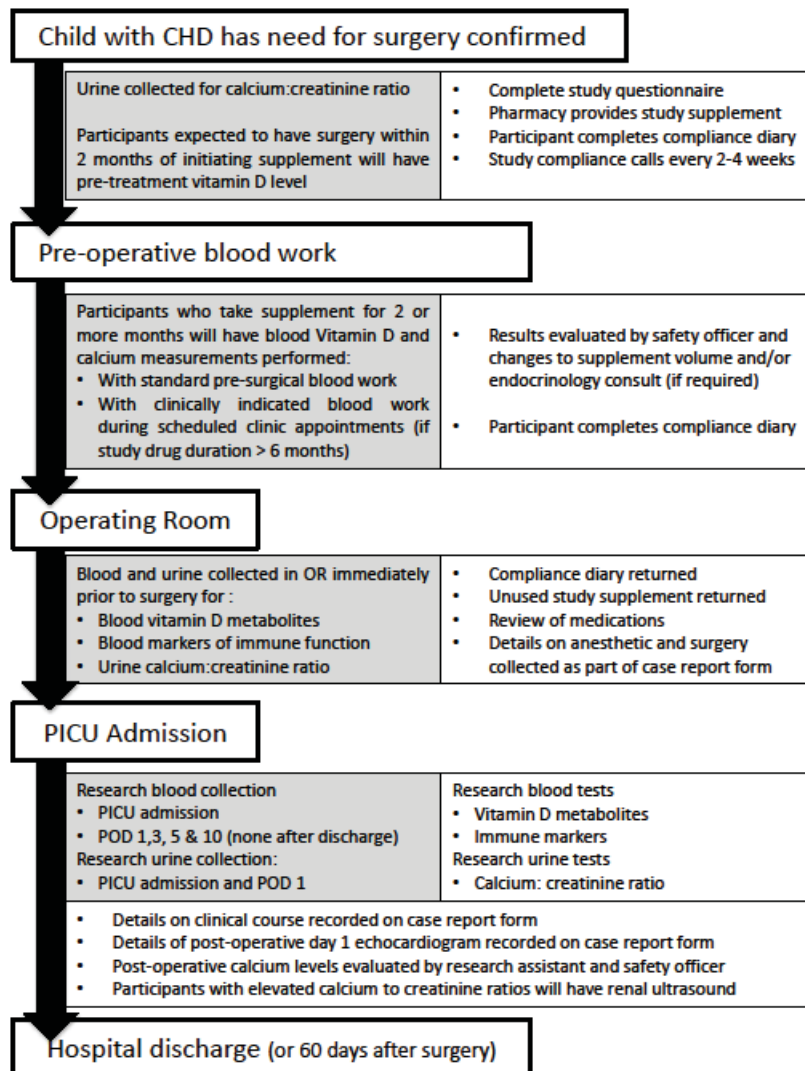 Child with CHD has need for surgery confirmed
Urine collected for calcium:creatinine ratio
Participants expected to have surgery within
2 months of initiating supplement will have
pre-treatment vitamin D level
• Complete study questionnaire
• Pharmacy provides study supplement
• Participant completes compliance diary
• Study compliance calls every 2-4 weeks
Pre-operative blood work
Participants who take supplement for 2 or
more months will have blood Vitamin D and
calcium measurements performed:
• With standard pre-surgical blood work
• With clinically indicated blood work
during scheduled clinic appointments (if
study drug duration > 6 months)
• Results evaluated by safety officer and
changes to supplement volume and/or
endocrinology consult (if required)
• Participant completes compliance diary
Operating Room
Blood and urine collected in OR immediately
prior to surgery for :
• Blood vitamin D metabolites
• Blood markers of immune function
• Urine calcium:creatinine ratio
• Compliance diary returned
• Unused study supplement returned
• Review of medications
• Details on anesthetic and surgery
collected as part of case report form
PICU Admission
Research blood collection
• PICU admission
• POD 1,3, 5 & 10 (none after discharge)
Research urine collection:
• PICU admission and POD 1
Research blood tests
• Vitamin D metabolites
• Immune markers
Research urine tests
• Calcium: creatinine ratio
• Details on clinical course recorded on case report form
• Details of post-operative day 1 echocardiogram recorded on case report form
• Post-operative calcium levels evaluated by research assistant and safety officer
• Participants with elevated calcium to creatinine ratios will have renal ultrasound
Hospital discharge (or 60 days after surgery)